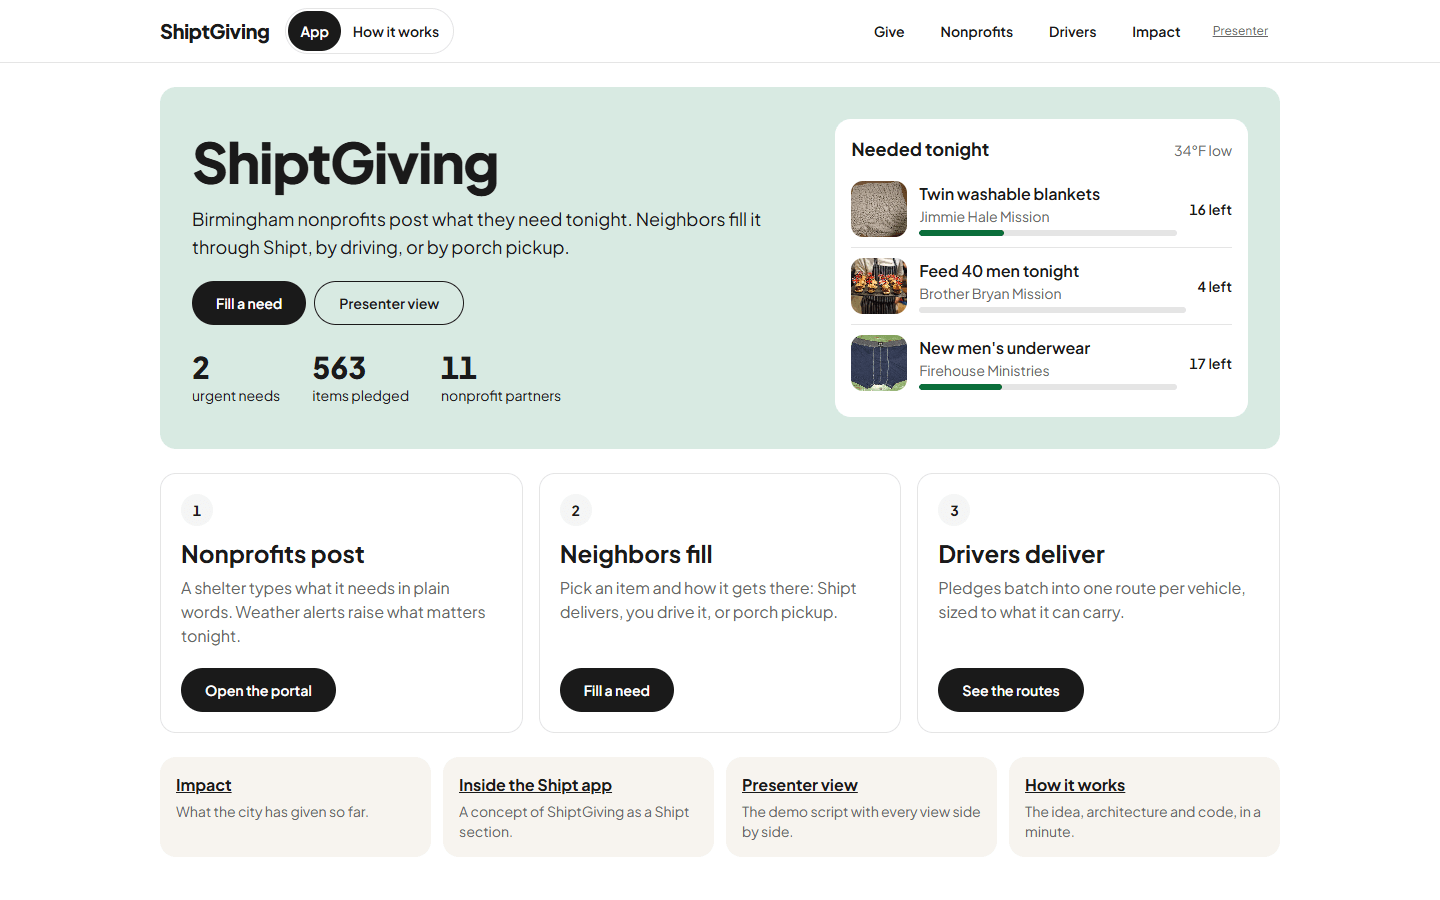 ShiptGiving
App
How it works
Give
Nonprofits
Drivers
Impact
Presenter
ShiptGiving
Birmingham nonprofits post what they need tonight. Neighbors fill it
through Shipt, by driving, or by porch pickup.
Fill a need
Presenter view
2
urgent needs
563
items pledged
11
nonprofit partners
Needed tonight
34°F low
Twin washable blankets
Jimmie Hale Mission
16 left
Feed 40 men tonight
Brother Bryan Mission
4 left
New men's underwear
Firehouse Ministries
17 left
1
Nonprofits post
A shelter types what it needs in plain
words. Weather alerts raise what matters
tonight.
Open the portal
2
Neighbors fill
Pick an item and how it gets there: Shipt
delivers, you drive it, or porch pickup.
Fill a need
3
Drivers deliver
Pledges batch into one route per vehicle,
sized to what it can carry.
See the routes
Impact
What the city has given so far.
Inside the Shipt app
A concept of ShiptGiving as a Shipt
section.
Presenter view
The demo script with every view side
by side.
How it works
The idea, architecture and code, in a
minute.